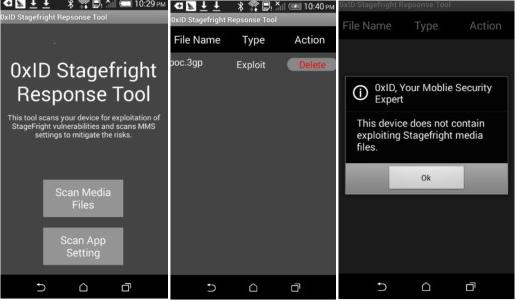 10:29 PM
0xID Stagefright Repsonse Tool
0xID Stagefright
Response Tool
This tool scans your device for exploitation of
StageFright vulnerabilities and scans MMS
settings to mitigate the risks.
Scan Media
Files
Scan App
Setting
10:40 PM
0xID Stagefright Repsonse Tool
File Name Type Action
poc.3gp Exploit Delete
0xID Stagefright Repsonse Tool
File Name Type Action
0xID, Your Moblie Security
Expert
This device does not contain
exploiting Stagefright media
files.
Ok